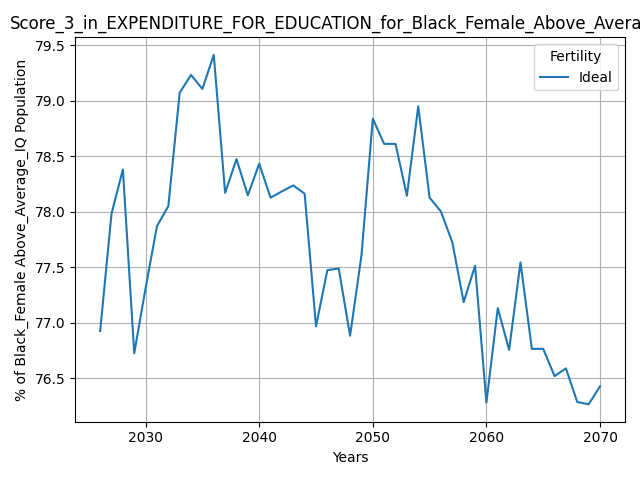 Score_3_in_EXPENDITURE_FOR_EDUCATION_for_Black_Female_Above_Avera
79.5
79.0
78.5
78.0
77.5
77.0
76.5
% of Black_Female Above_Average_IQ Population
Fertility
Ideal
2030 2040 2050 2060 2070
Years